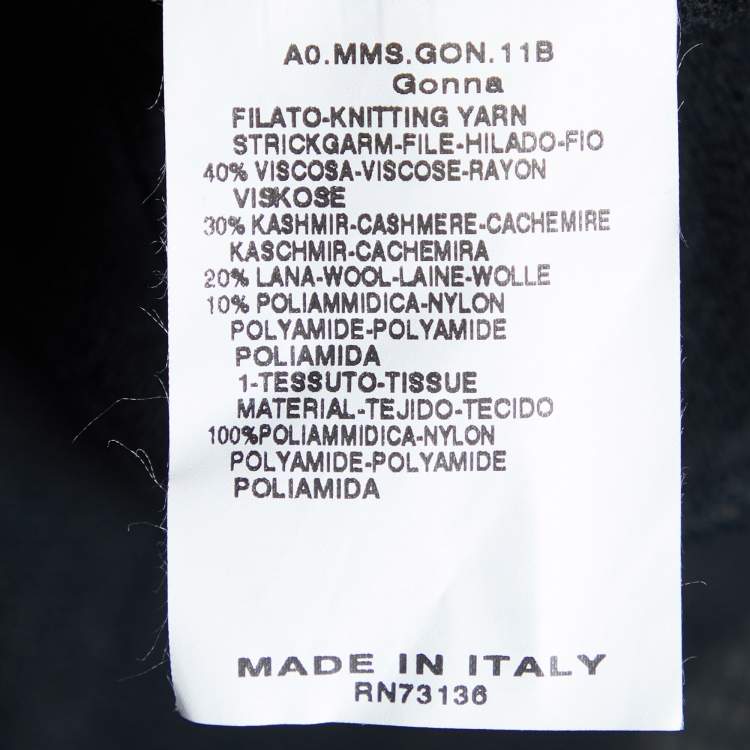 A0.MMS.GON.11B
Gonna
FILATO-KNITTING YARN
STRICKGARM-FILE-HILADO-FIO
40% VISCOSA-VISCOSE-RAYON
VISKOSE
30% KASHMIR-CASHMERE-CACHEMIRE
KASCHMIR-CACHEMIRA
20% LANA-WOOL-LAINE-WOLLE
10% POLIAMMIDICA-NYLON
POLYAMIDE-POLYAMIDE
POLIAMIDA
1-TESSUTO-TISSUE
MATERIAL-TEJIDO-TECIDO
100%POLIAMMIDICA-NYLON
POLYAMIDE-POLYAMIDE
POLIAMIDA
MADE IN ITALY
RN73136